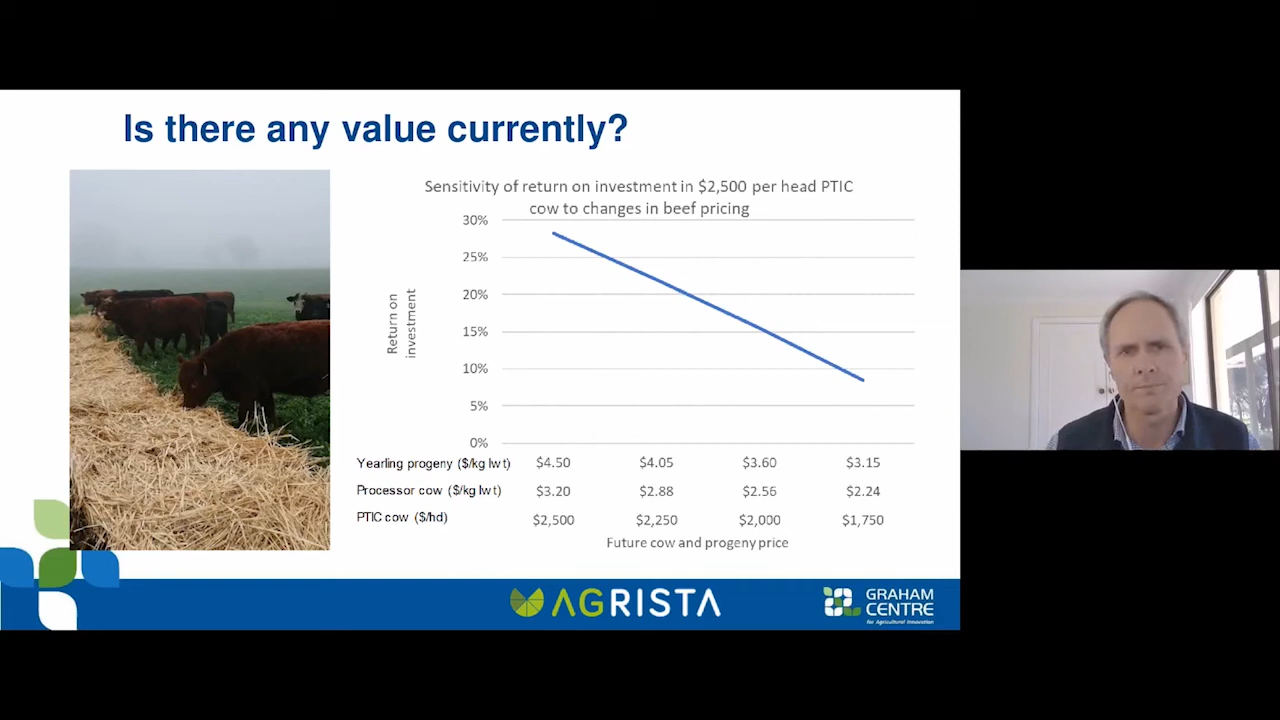 Is there any value currently?
Sensitivity of return on investment in $2,500 per head PTIC
cow to changes in beef pricing
30%
25%
20%
15%
10%
5%
0%
Return on
investment
Yearling progeny ($/kg lwt) $4.50 $4.05 $3.60 $3.15
Processor cow ($/kg lwt) $3.20 $2.88 $2.56 $2.24
PTIC cow ($/hd) $2,500 $2,250 $2,000 $1,750
Future cow and progeny price
AGRISTA
GRAHAM
CENTRE
for Agricultural Innovation